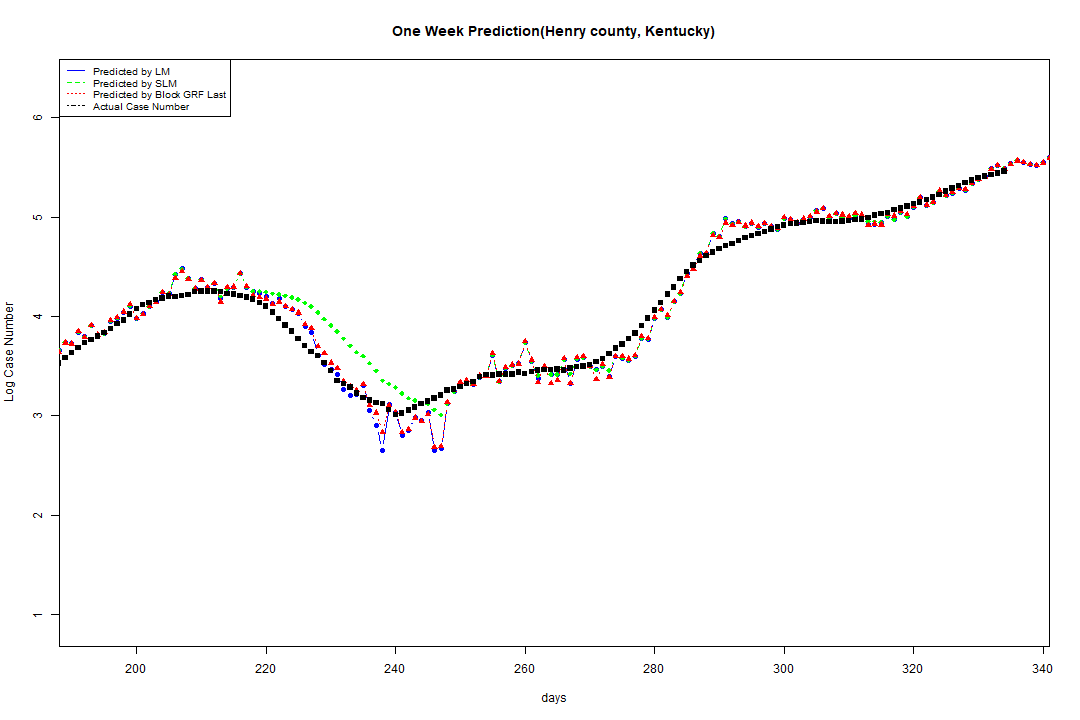 One Week Prediction(Henry county, Kentucky)
Predicted by LM
Predicted by SLM
Predicted by Block GRF Last
Actual Case Number
Log Case Number
6
5
4
3
2
1
200 220 240 260 280 300 320 340
days